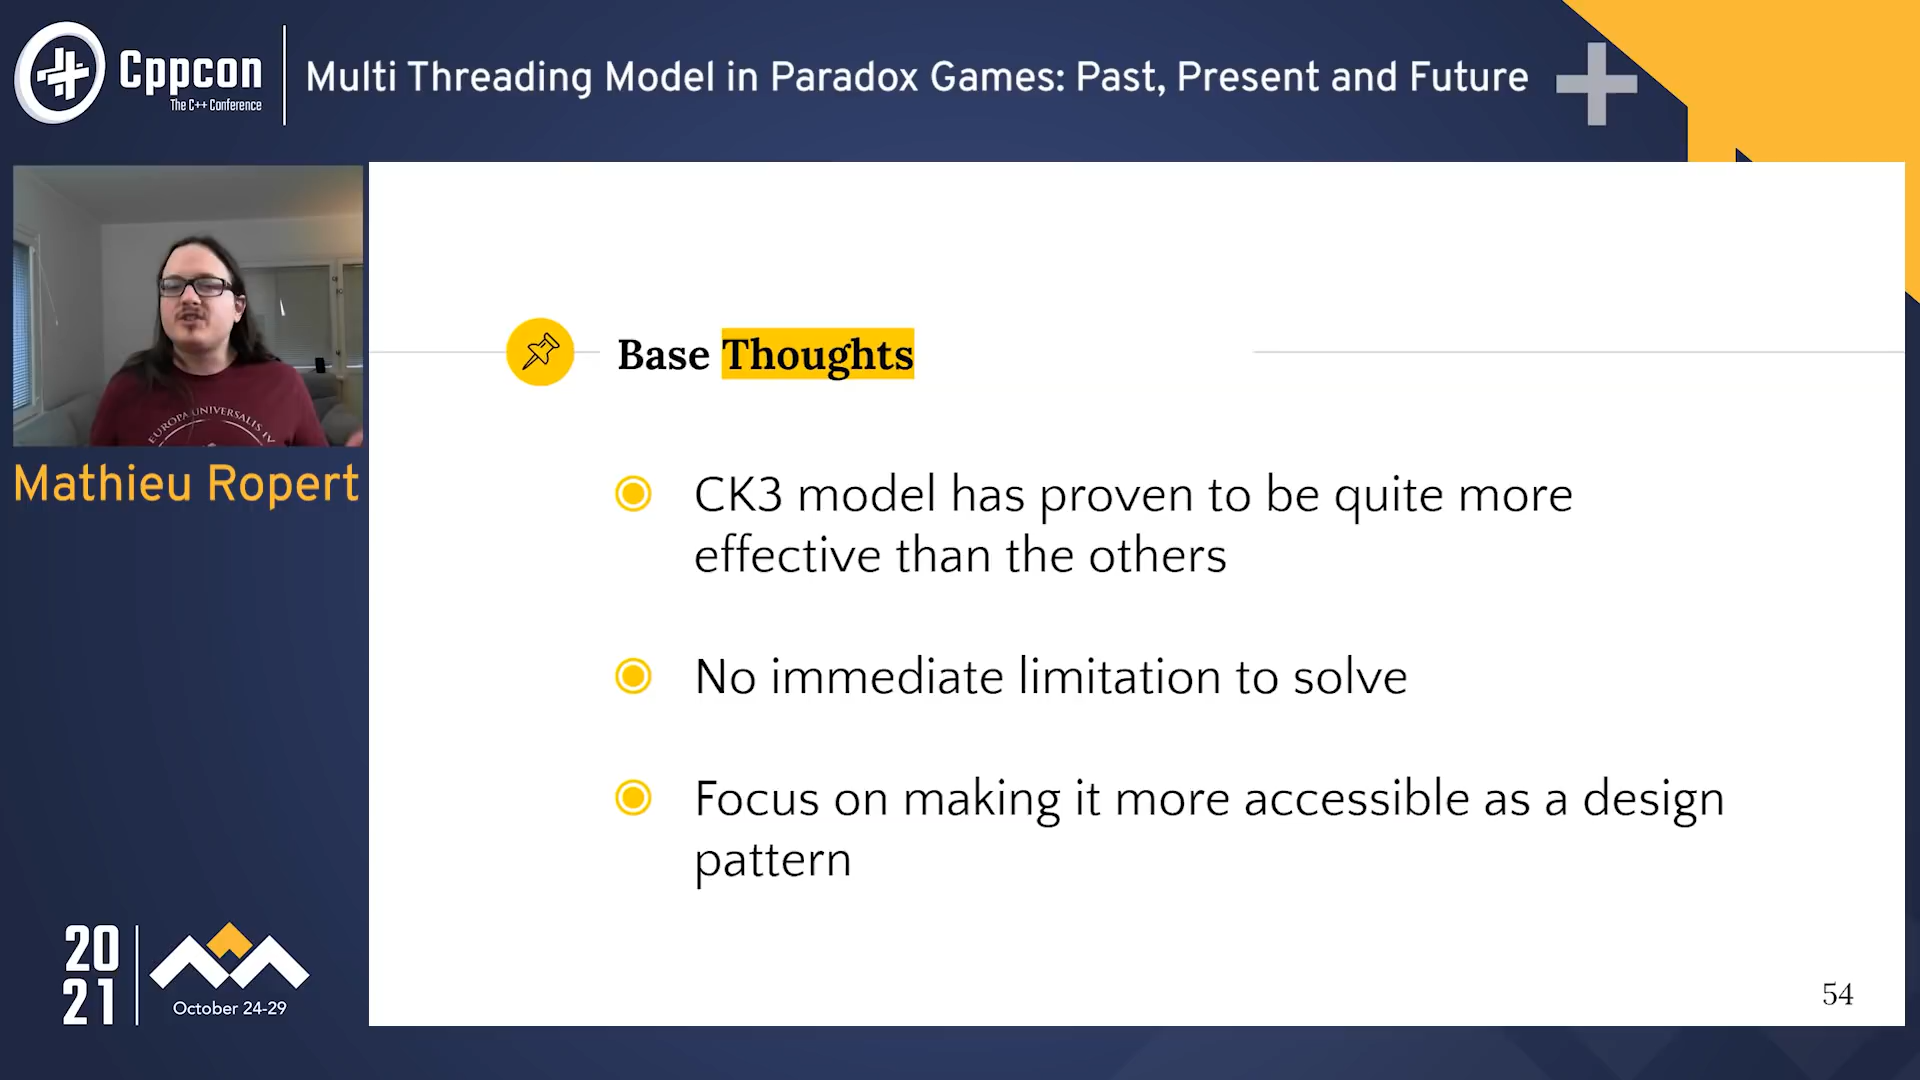 Cppcon
The C++ Conference
Multi Threading Model in Paradox Games: Past, Present and Future
EUROPA UNIVERSALIS IV
Mathieu Ropert
Base Thoughts
CK3 model has proven to be quite more
effective than the others
No immediate limitation to solve
Focus on making it more accessible as a design
pattern
54
20
21
October 24-29